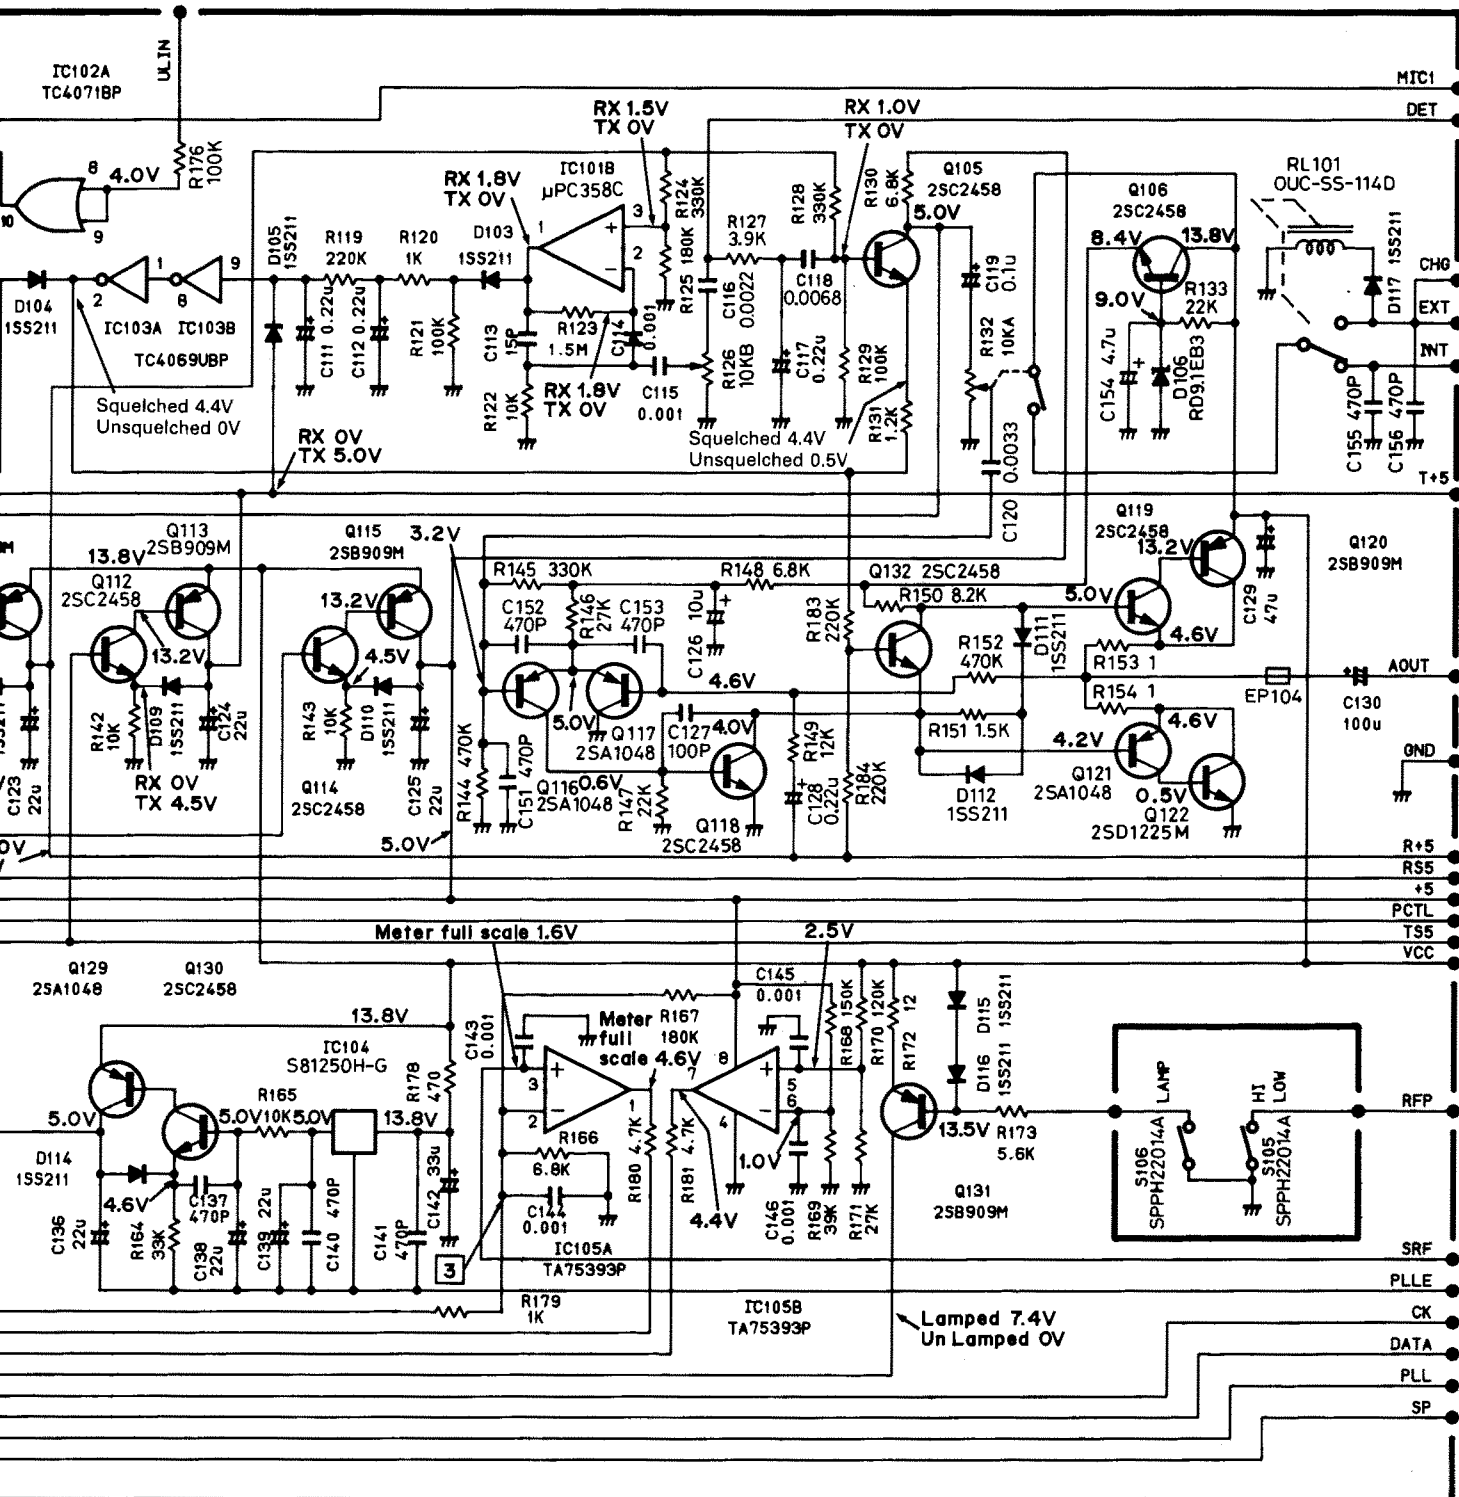 ULIN
IC102A
TC4071BP
MIC1
DET
RX 1.5V
TX 0V
RX 1.0V
TX 0V
8
4.0V
R176
100K
10
9
RX 1.8V
TX 0V
IC101B
µPC358C
1
3
2
R124
330K
R125 180K
R127
3.9K
R128
330K
R130
6.8K
Q105
2SC2458
5.0V
Q106
2SC2458
8.4V
13.8V
RL101
OUC-SS-114D
D117 1SS211
CHG
EXT
INT
D105
1SS211
R119
220K
R120
1K
D103
1SS211
D104
1SS211
2
1
8
9
IC103A
IC103B
TC4069UBP
C111 0.22u
C112 0.22u
R121
100K
C113
15P
R123
1.5M
C114
0.001
C116
0.0022
C118
0.0068
C119
0.1u
9.0V
R133
22K
R122
10K
RX 1.8V
TX 0V
C115
0.001
R126
10KB
C117
0.22u
R129
100K
R131
1.2K
R132
10KA
C154 4.7u
D106
RD9.1EB3
C155 470P
C156 470P
Squelched 4.4V
Unsquelched 0V
RX 0V
TX 5.0V
Squelched 4.4V
Unsquelched 0.5V
C120 0.0033
T+5
Q113
2SB909M
13.8V
Q112
2SC2458
Q115
2SB909M
3.2V
Q119
2SC2458
13.2V
Q120
2SB909M
C129
47u
13.2V
13.2V
4.5V
R145 330K
R146
27K
R148 6.8K
Q132 2SC2458
R150 8.2K
5.0V
C152
470P
C153
470P
C126 10u
R183
220K
R152
470K
D111
1SS211
4.6V
R153 1
R154 1
EP104
AOUT
C130
100u
4.6V
5.0V
Q117
2SA1048
C127
100P
4.0V
R149
12K
R151 1.5K
4.6V
4.2V
GND
R142
10K
D109
1SS211
C124
22u
R143
10K
D110
1SS211
C125
22u
R144 470K
C151 470P
Q116
2SA1048
0.6V
R147
22K
Q118
2SC2458
C128
0.22u
R184
220K
D112
1SS211
Q121
2SA1048
0.5V
Q122
2SD1225M
C123
22u
RX 0V
TX 4.5V
Q114
2SC2458
5.0V
R+5
RS5
+5
PCTL
TS5
VCC
Meter full scale 1.6V
2.5V
Q129
2SA1048
Q130
2SC2458
13.8V
IC104
S81250H-G
R178
470
C143
0.001
Meter
full
scale 4.6V
R167
180K
C145
0.001
R168 150K
R170 120K
R172 12
D115 1SS211
D116 1SS211
5.0V
R165
10K
5.0V
5.0V
13.8V
3
2
1
7
8
5
6
4
13.5V
R173
5.6K
Q131
2SB909M
S106
SPPH22014A
LAMP
HI
LOW
S105
SPPH22014A
RFP
D114
1SS211
4.6V
C136
22u
R164
33K
C137
470P
C138
22u
C139 22u
C140 470P
C141
470P
C142 33u
R166
6.8K
C144
0.001
R180 4.7K
R181 4.7K
4.4V
1.0V
C146
0.001
R169
39K
R171
27K
3
IC105A
TA75393P
R179
1K
IC105B
TA75393P
Lamped 7.4V
Un Lamped 0V
SRF
PLLE
CK
DATA
PLL
SP